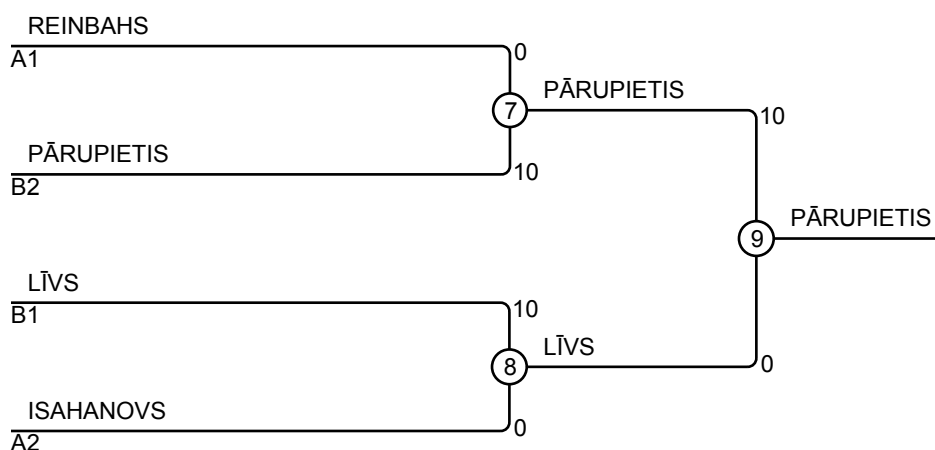 REINBAHS
A1
0
7
PĀRUPIETIS
10
PĀRUPIETIS
B2
10
9
PĀRUPIETIS
LĪVS
B1
10
8
LĪVS
0
ISAHANOVS
A2
0